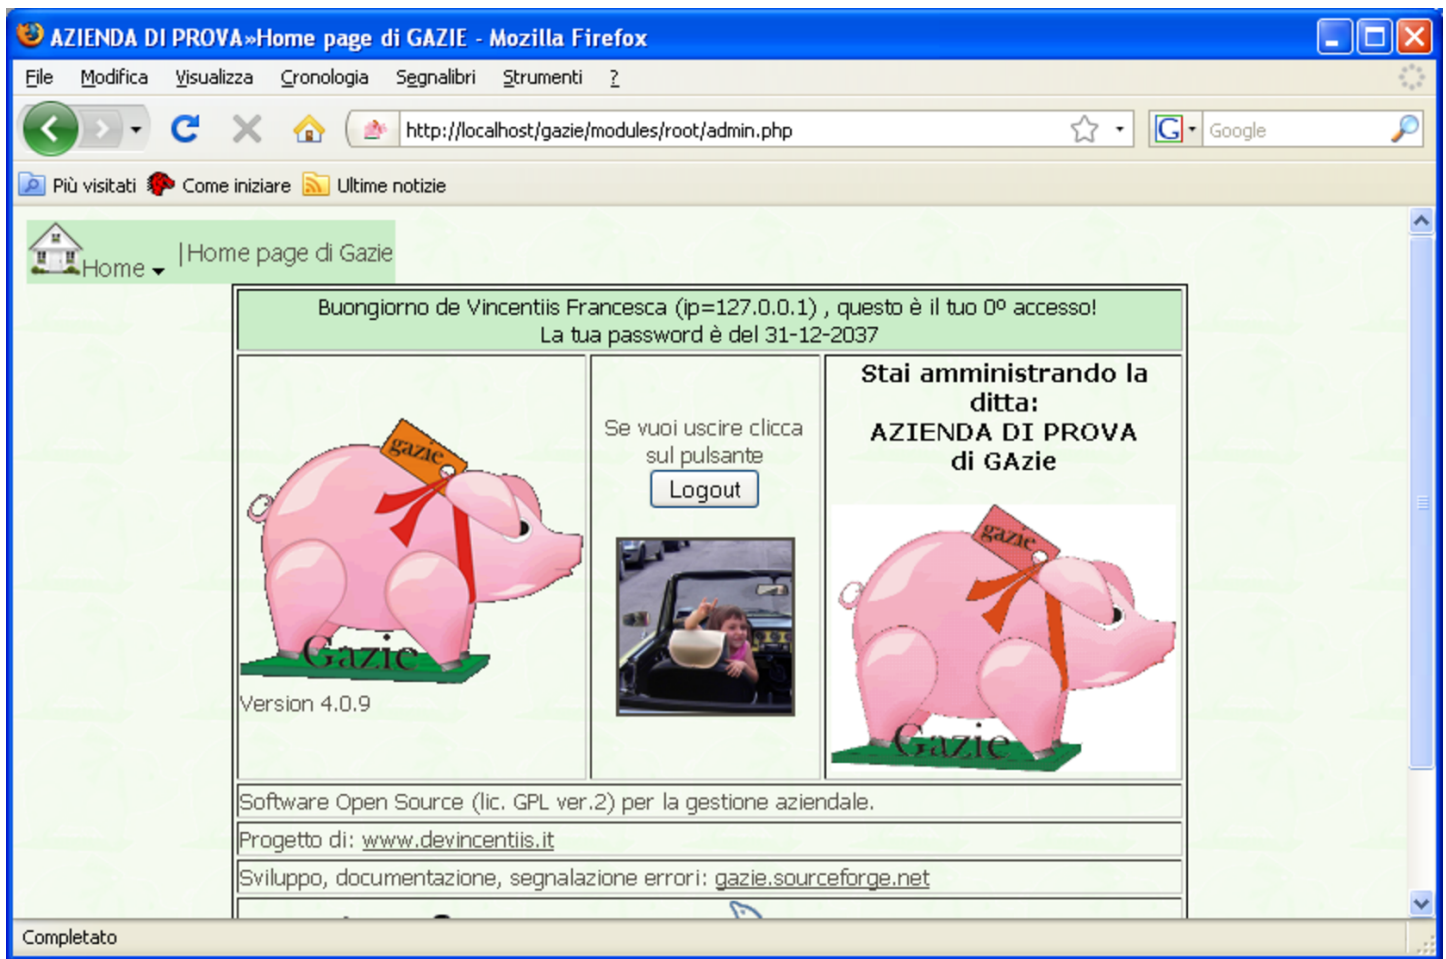 AZIENDA DI PROVA»Home page di GAZIE - Mozilla Firefox
File Modifica Visualizza Cronologia Segnalibri Strumenti ?
http://localhost/gazie/modules/root/admin.php
G Google
Più visitati Come iniziare Ultime notizie
Home |Home page di Gazie
Buongiorno de Vincentiis Francesca (ip=127.0.0.1) , questo è il tuo 0º accesso!
La tua password è del 31-12-2037
gazie
Gazie
Version 4.0.9
Se vuoi uscire clicca
sul pulsante
Logout
Stai amministrando la
ditta:
AZIENDA DI PROVA
di GAzie
gazie
Gazie
Software Open Source (lic. GPL ver.2) per la gestione aziendale.
Progetto di: www.devincentiis.it
Sviluppo, documentazione, segnalazione errori: gazie.sourceforge.net
Completato